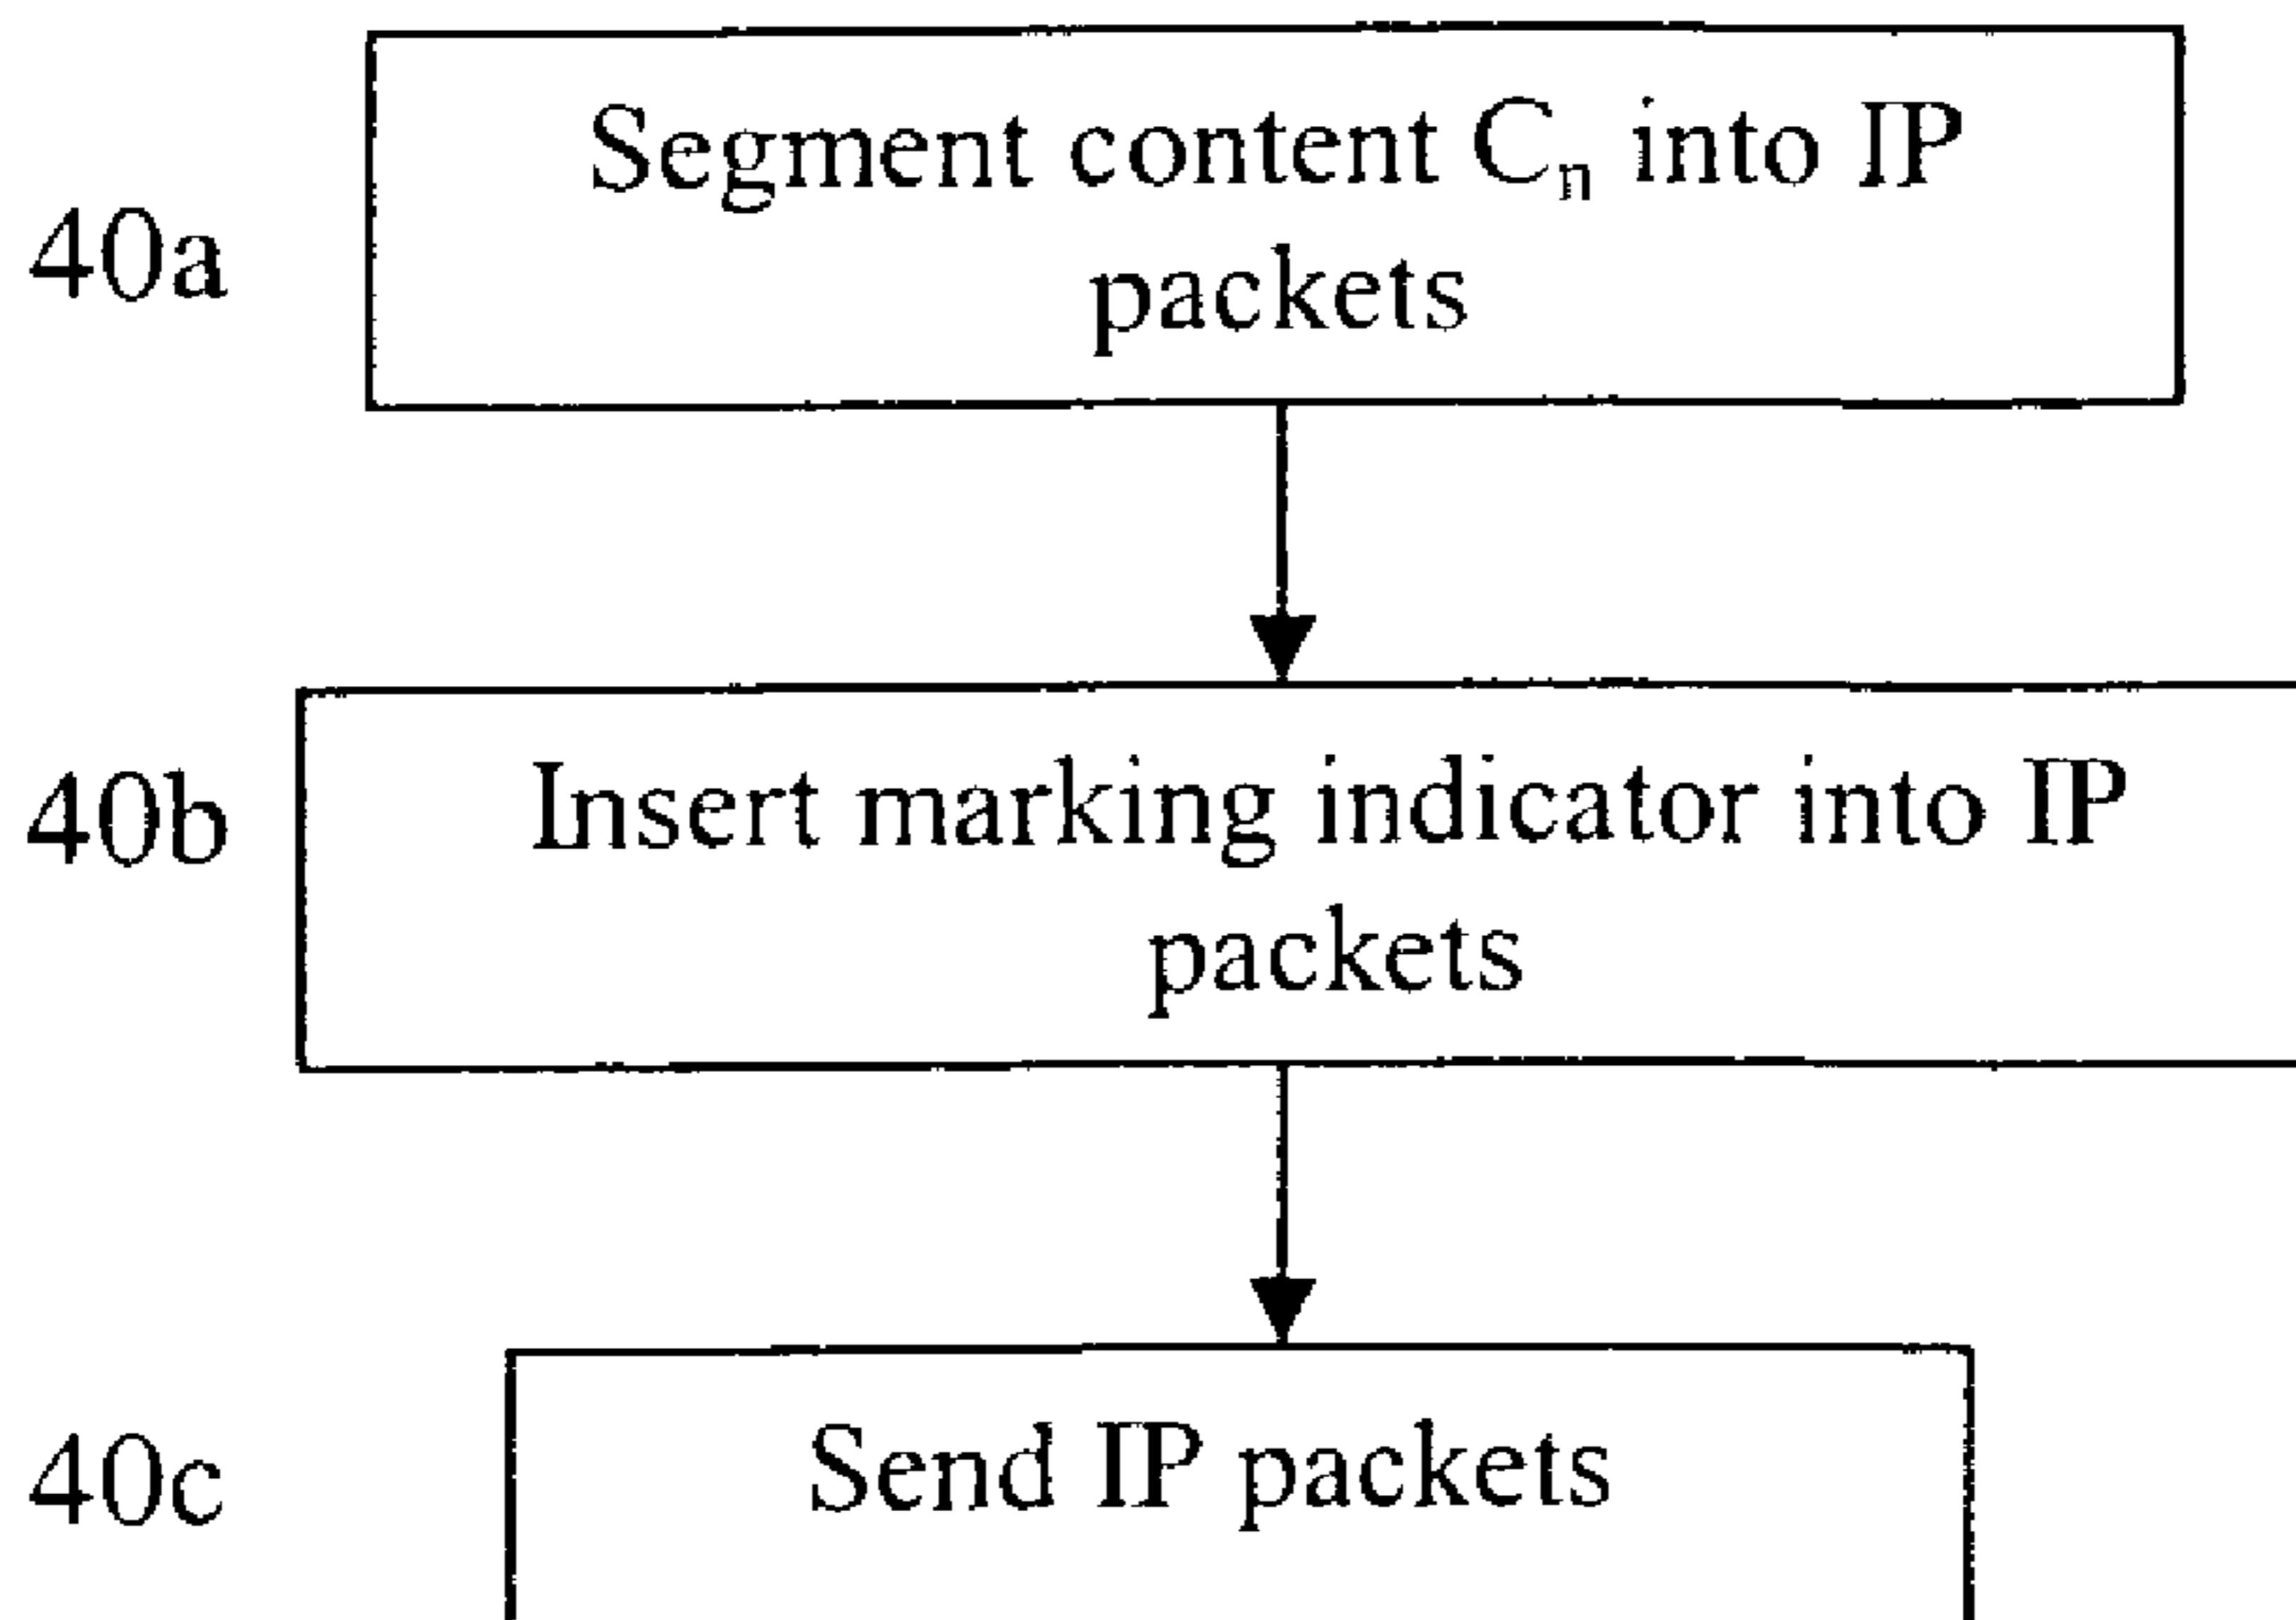 Segment content Cₙ into IP
packets
40a
Insert marking indicator into IP
packets
40b
Send IP packets
40c